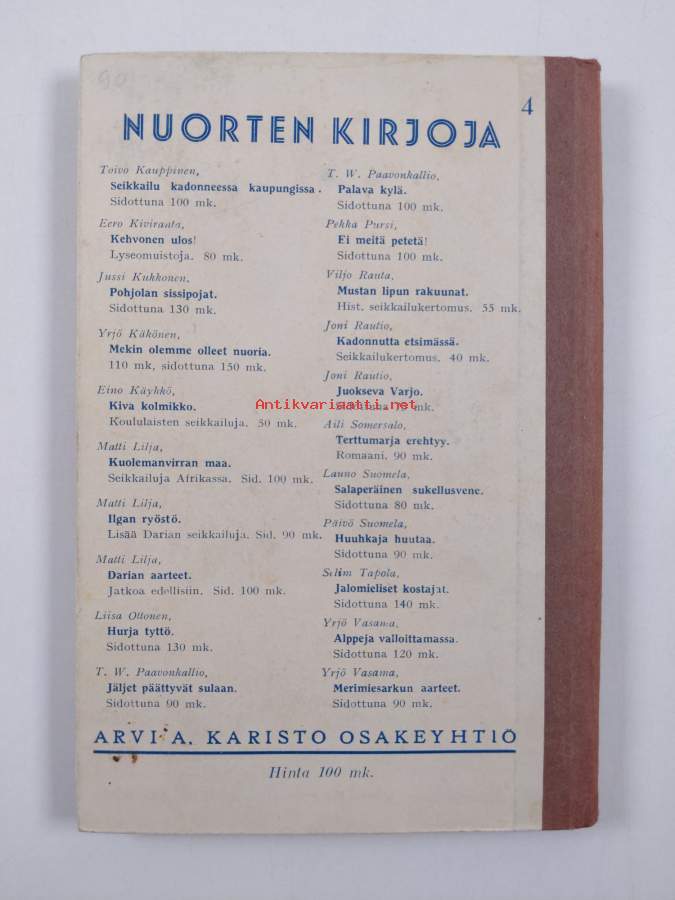 90
4
NUORTEN KIRJOJA
Toivo Kauppinen,
Seikkailu kadonneessa kaupungissa.
Sidottuna 100 mk.
Eero Kiviranta,
Kehvonen ulos!
Lyseomuistoja. 80 mk.
Jussi Kukkonen,
Pohjolan sissipojat.
Sidottuna 130 mk.
Yrjö Käkönen,
Mekin olemme olleet nuoria.
110 mk, sidottuna 150 mk.
Eino Käyhkö,
Kiva kolmikko.
Koululaisten seikkailuja. 50 mk.
Matti Lilja,
Kuolemanvirran maa.
Seikkailuja Afrikassa. Sid. 100 mk.
Matti Lilja,
Ilgan ryöstö.
Lisää Darian seikkailuja. Sid. 90 mk.
Matti Lilja,
Darian aarteet.
Jatkoa edellisiin. Sid. 100 mk.
Liisa Ottonen,
Hurja tyttö.
Sidottuna 130 mk.
T. W. Paavonkallio,
Jäljet päättyvät sulaan.
Sidottuna 90 mk.
T. W. Paavonkallio,
Palava kylä.
Sidottuna 100 mk.
Pekka Pursi,
Ei meitä petetä!
Sidottuna 100 mk.
Viljo Rauta,
Mustan lipun rakuunat.
Hist. seikkailukertomus. 55 mk.
Joni Rautio,
Kadonnutta etsimässä.
Seikkailukertomus. 40 mk.
Joni Rautio,
Juokseva Varjo.
Antikvariaatti.net
mk.
Aili Somersalo,
Terttumarja erehtyy.
Romaani. 90 mk.
Launo Suomela,
Salaperäinen sukellusvene.
Sidottuna 80 mk.
Päivö Suomela,
Huuhkaja huutaa.
Sidottuna 90 mk.
Selim Tapola,
Jalomieliset kostajat.
Sidottuna 140 mk.
Yrjö Vasama,
Alppeja valloittamassa.
Sidottuna 120 mk.
Yrjö Vasama,
Merimiesarkun aarteet.
Sidottuna 90 mk.
ARVI A. KARISTO OSAKEYHTIÖ
Hinta 100 mk.